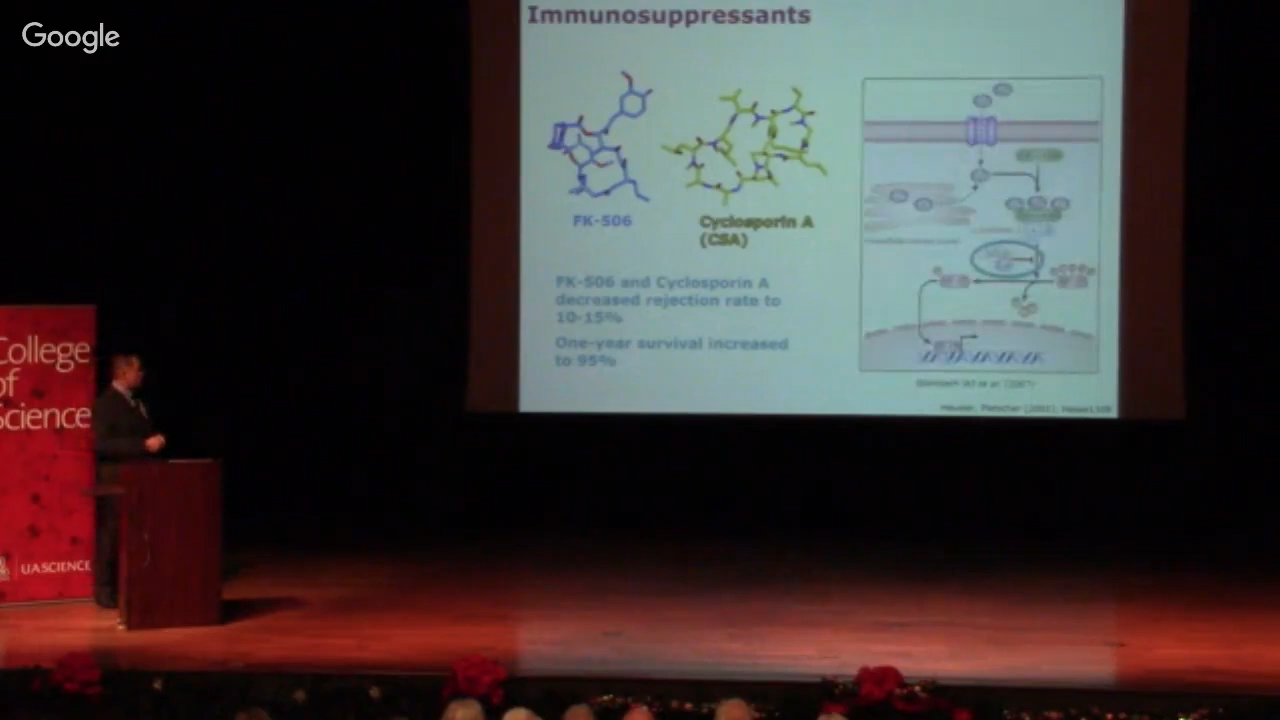 Google
Immunosuppressants
FK-506
Cyclosporin A
(CSA)
FK-506 and Cyclosporin A
decreased rejection rate to
10-15%
One-year survival increased
to 95%
College
of
Science
UASCIENCE